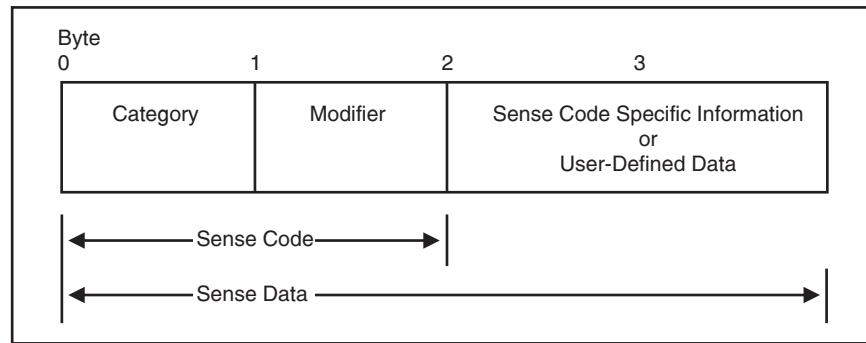 Byte
0 1 2 3
Category Modifier Sense Code Specific Information
or
User-Defined Data
Sense Code
Sense Data